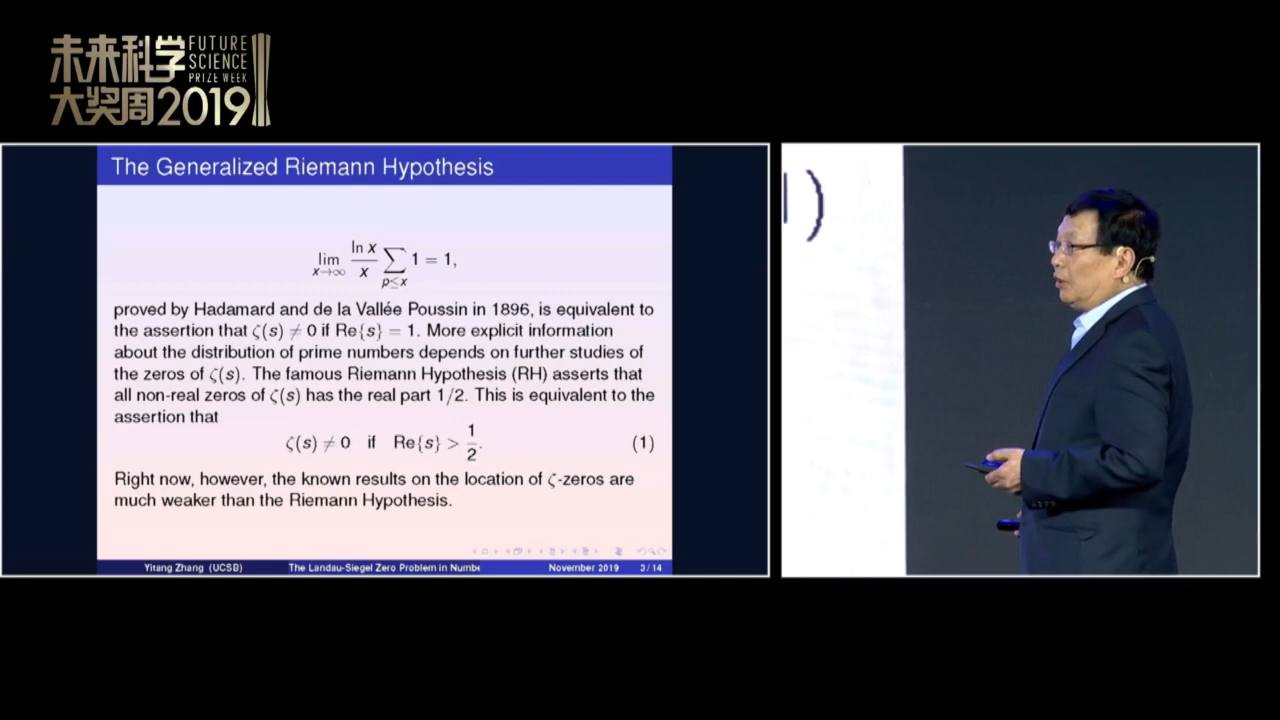 未来科学
大奖周2019
FUTURE
SCIENCE
PRIZE WEEK
The Generalized Riemann Hypothesis
lim x→∞ ln x / x ∑ p≤x 1 = 1,
proved by Hadamard and de la Vallée Poussin in 1896, is equivalent to
the assertion that ζ(s) ≠ 0 if Re{s} = 1. More explicit information
about the distribution of prime numbers depends on further studies of
the zeros of ζ(s). The famous Riemann Hypothesis (RH) asserts that
all non-real zeros of ζ(s) has the real part 1/2. This is equivalent to the
assertion that
ζ(s) ≠ 0 if Re{s} > 1/2. (1)
Right now, however, the known results on the location of ζ-zeros are
much weaker than the Riemann Hypothesis.
Yitang Zhang (UCSB) The Landau-Siegel Zero Problem in Numbe November 2019 3 / 14
)